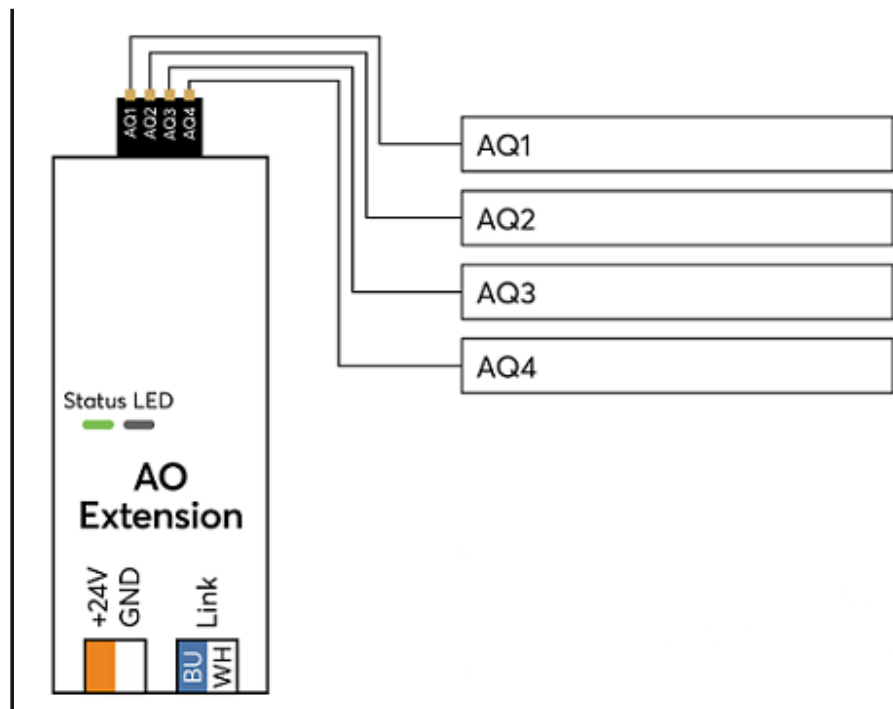 AQ1
AQ2
AQ3
AQ4
AQ1
AQ2
AQ3
AQ4
Status LED
AO
Extension
+24V
GND
Link
BU
WH